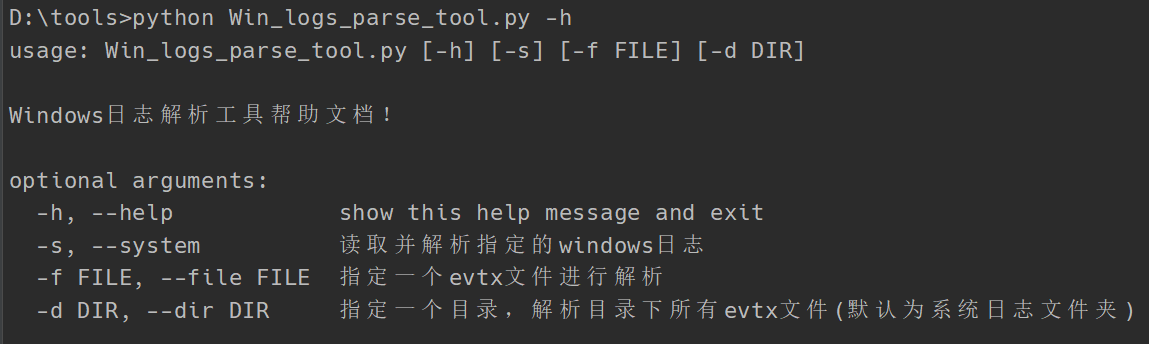 D:\tools>python Win_logs_parse_tool.py -h
usage: Win_logs_parse_tool.py [-h] [-s] [-f FILE] [-d DIR]
Windows日志解析工具帮助文档！
optional arguments:
-h, --help show this help message and exit
-s, --system 读取并解析指定的windows日志
-f FILE, --file FILE 指定一个evtx文件进行解析
-d DIR, --dir DIR 指定一个目录，解析目录下所有evtx文件(默认为系统日志文件夹)